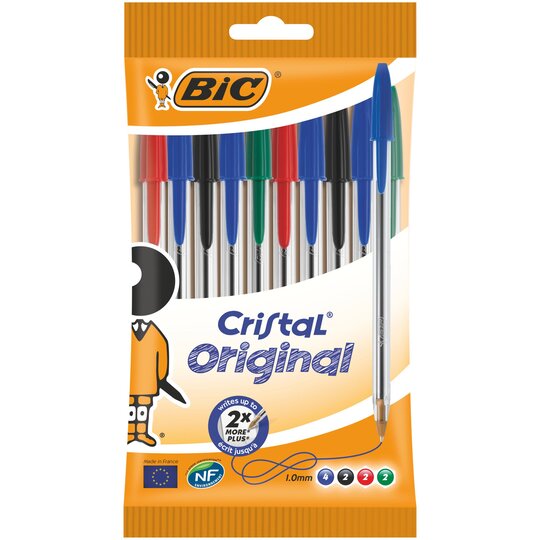 BiC®
Cristal®
Original
writes up to
2x
MORE*
PLUS*
écrit jusqu'à
Made in France
NF
ENVIRONNEMENT
1.0mm
4 2 2 2